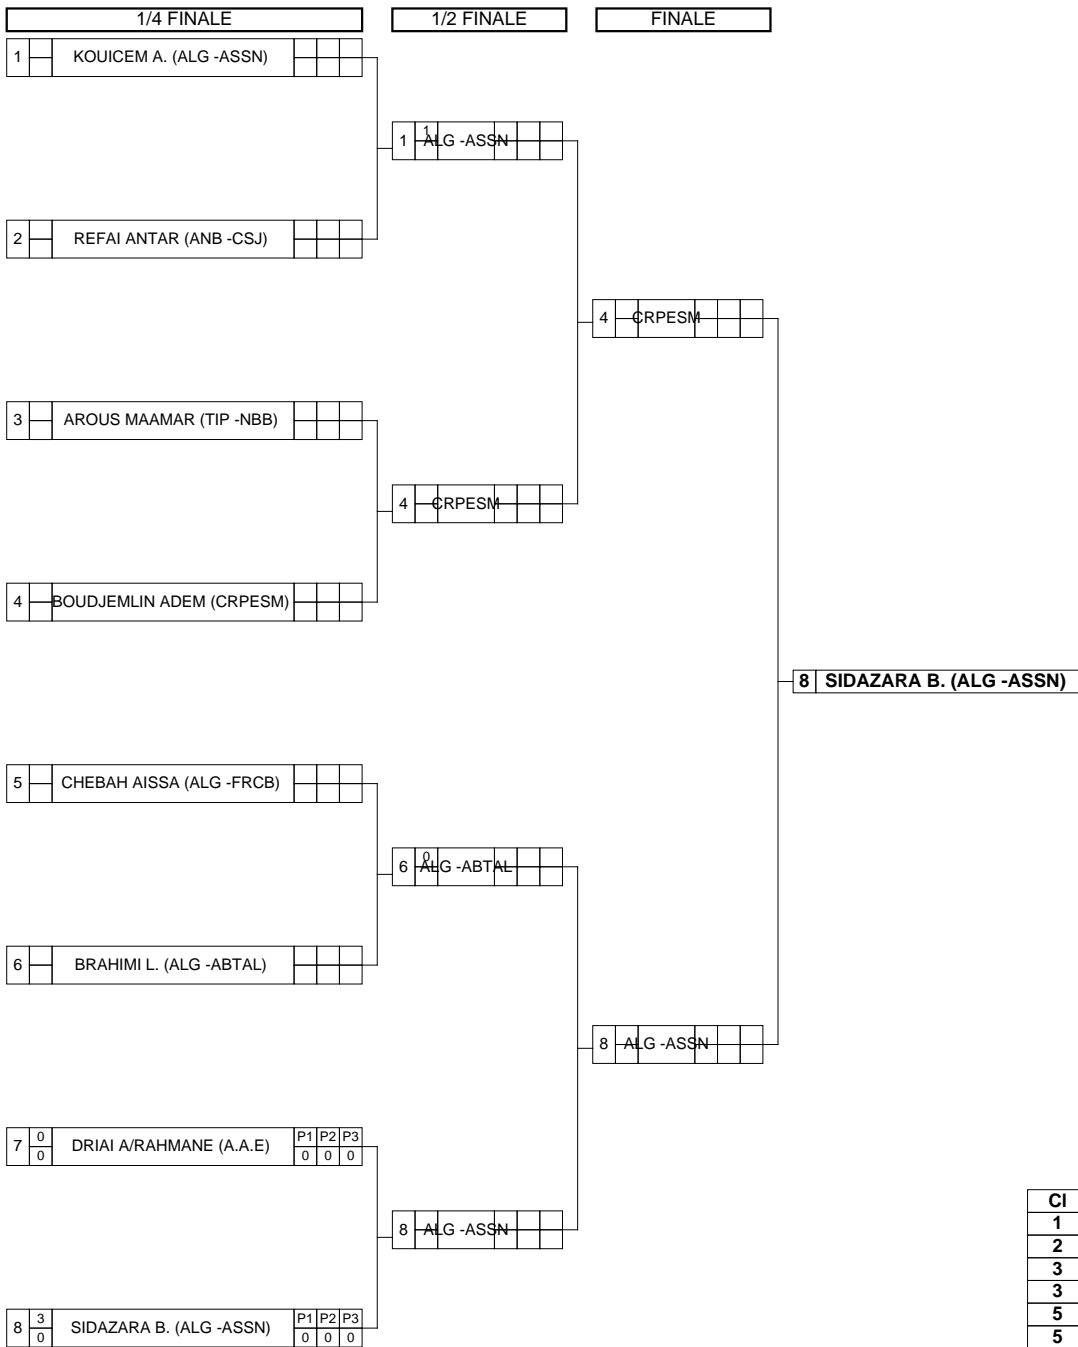 1/4 FINALE 1/2 FINALE FINALE
1 KOUICEM A. (ALG -ASSN)
1 1 ALG -ASSN
2 REFAI ANTAR (ANB -CSJ)
4 CRPESM
3 AROUS MAAMAR (TIP -NBB)
4 CRPESM
4 BOUDJEMLIN ADEM (CRPESM)
8 SIDAZARA B. (ALG -ASSN)
5 CHEBAH AISSA (ALG -FRCB)
6 0 ALG -ABTAL
6 BRAHIMI L. (ALG -ABTAL)
8 ALG -ASSN
7 0 DRIAI A/RAHMANE (A.A.E) P1 P2 P3
0 0 0 0
8 ALG -ASSN
8 3 SIDAZARA B. (ALG -ASSN) P1 P2 P3
0 0 0 0
Cl
1
2
3
3
5
5